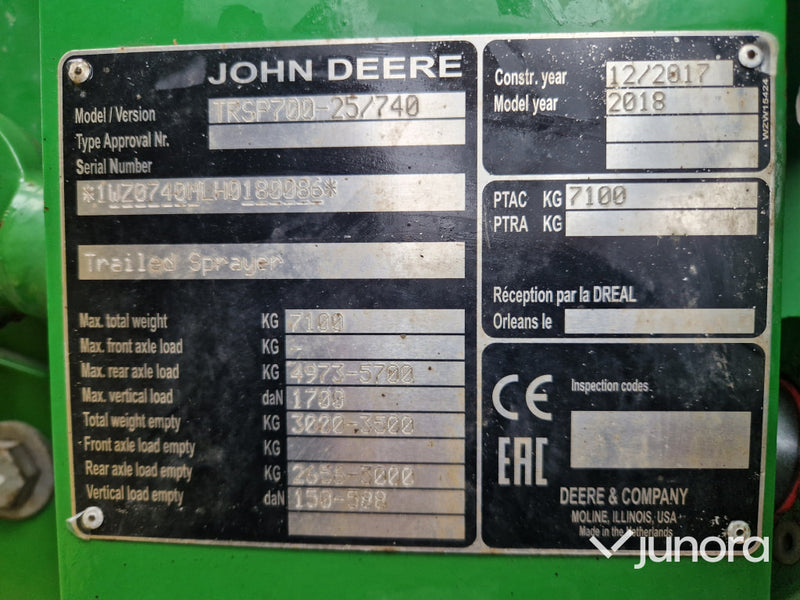 JOHN DEERE
Model / Version TRSP700-25/740
Type Approval Nr.
Serial Number
*1WZ0740MLH0180086*
Trailed Sprayer
Max. total weight KG 7100
Max. front axle load KG -
Max. rear axle load KG 4973-5700
Max. vertical load daN 1700
Total weight empty KG 3020-3500
Front axle load empty KG
Rear axle load empty KG 2656-3000
Vertical load empty daN 150-508
Constr. year 12/2017
Model year 2018
WZW15424
PTAC KG 7100
PTRA KG
Réception par la DREAL
Orleans le
CE
Inspection codes
EAC
DEERE & COMPANY
MOLINE, ILLINOIS, USA
Made in the Netherlands
junora